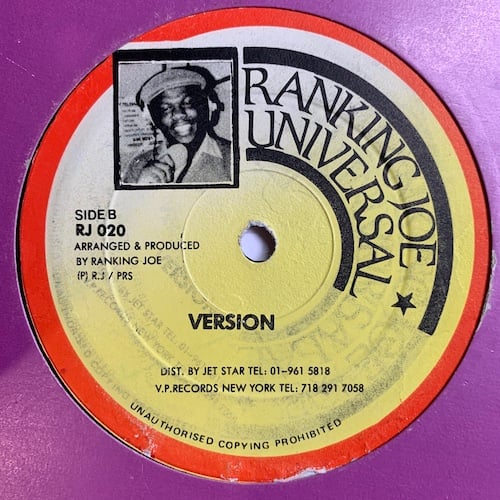 RANKING JOE
UNIVERSAL
SIDE B
RJ 020
ARRANGED & PRODUCED
BY RANKING JOE
(P) R.J / PRS
VERSION
DIST. BY JET STAR TEL: 01-961 5818
V.P.RECORDS NEW YORK TEL: 718 291 7058
UNAUTHORISED COPYING PROHIBITED